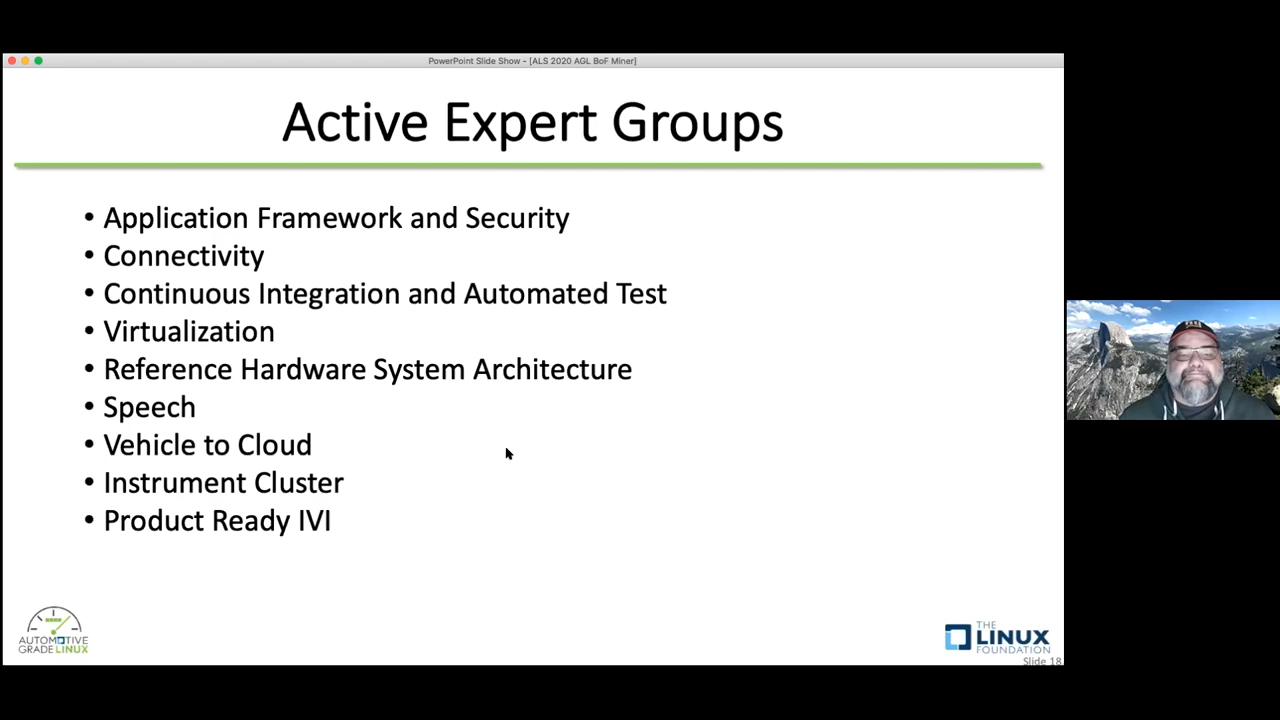 PowerPoint Slide Show - [ALS 2020 AGL BoF Miner]
Active Expert Groups
• Application Framework and Security
• Connectivity
• Continuous Integration and Automated Test
• Virtualization
• Reference Hardware System Architecture
• Speech
• Vehicle to Cloud
• Instrument Cluster
• Product Ready IVI
AUTOMOTIVE
GRADELINUX
THE
LINUX
FOUNDATION
Slide 18